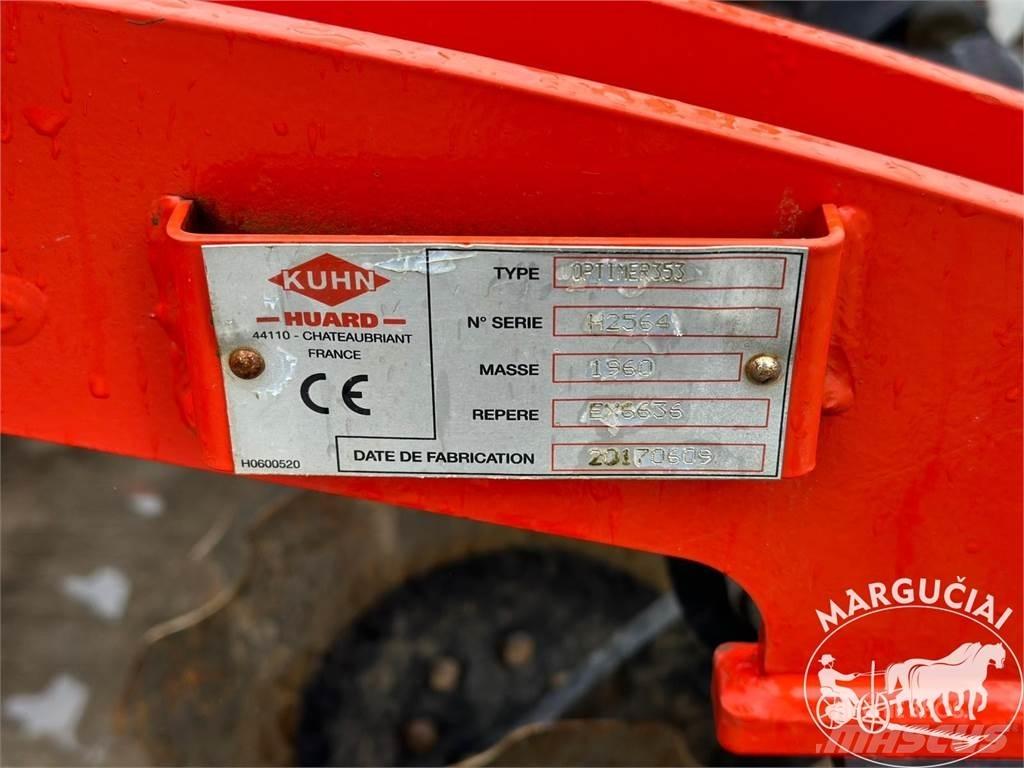 KUHN
HUARD
44110 - CHATEAUBRIANT
FRANCE
CE
H0600520
TYPE OPTIMER353
N° SERIE H2564
MASSE 1960
REPERE EX6636
DATE DE FABRICATION 20170609
MARGUČIAI
MASCUS